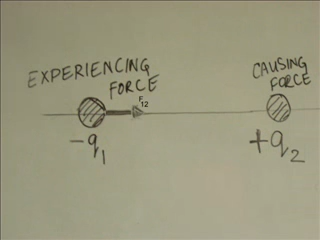 EXPERIENCING
FORCE
CAUSING
FORCE
F12
-q1
+q2